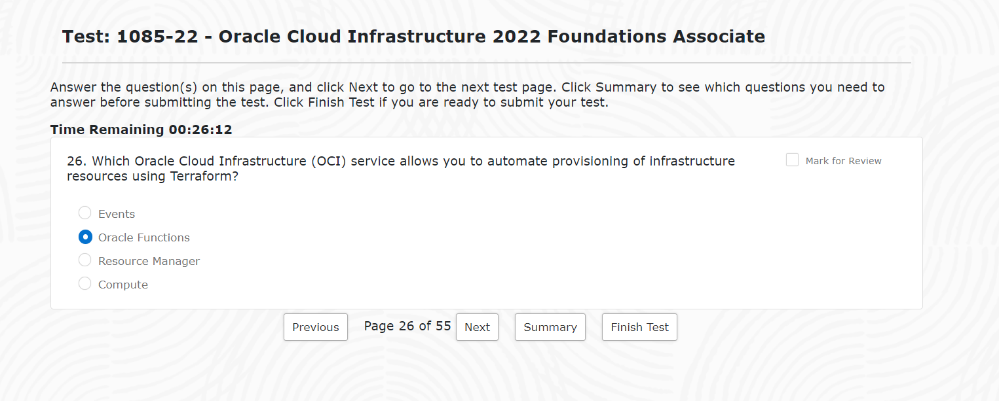 Test: 1085-22 - Oracle Cloud Infrastructure 2022 Foundations Associate
Answer the question(s) on this page, and click Next to go to the next test page. Click Summary to see which questions you need to
answer before submitting the test. Click Finish Test if you are ready to submit your test.
Time Remaining 00:26:12
26. Which Oracle Cloud Infrastructure (OCI) service allows you to automate provisioning of infrastructure
resources using Terraform?
Mark for Review
Events
Oracle Functions
Resource Manager
Compute
Previous Page 26 of 55 Next Summary Finish Test